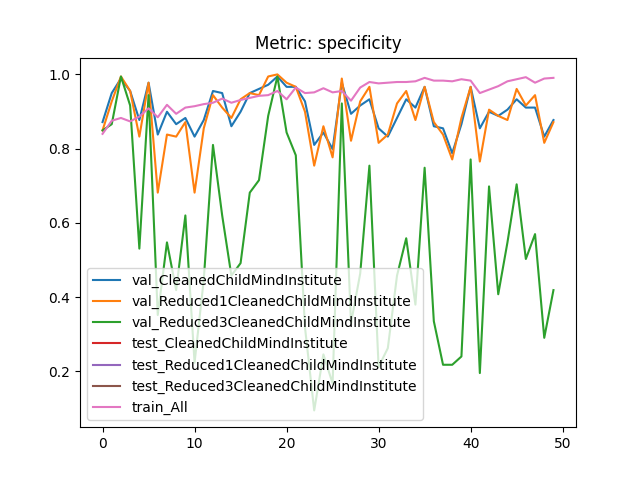 Metric: specificity
1.0
0.8
0.6
0.4
0.2
val_CleanedChildMindInstitute
val_Reduced1CleanedChildMindInstitute
val_Reduced3CleanedChildMindInstitute
test_CleanedChildMindInstitute
test_Reduced1CleanedChildMindInstitute
test_Reduced3CleanedChildMindInstitute
train_All
0 10 20 30 40 50